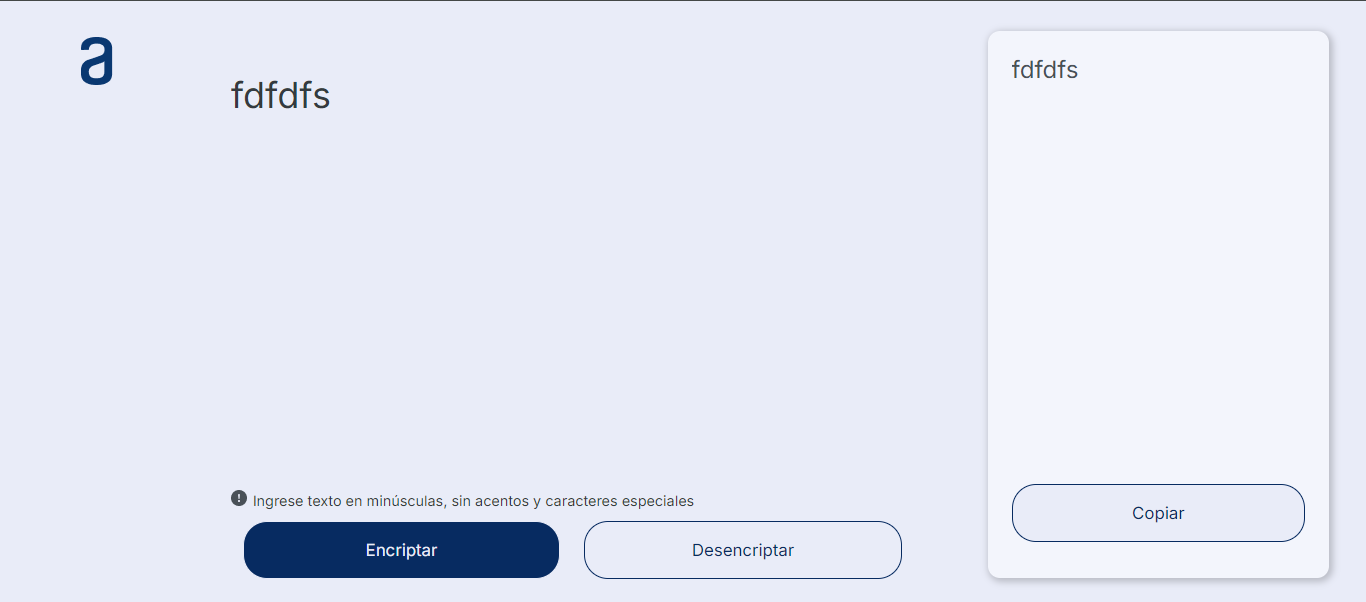 a
fdfdfs
fdfdfs
Ingrese texto en minúsculas, sin acentos y caracteres especiales
Encriptar
Desencriptar
Copiar